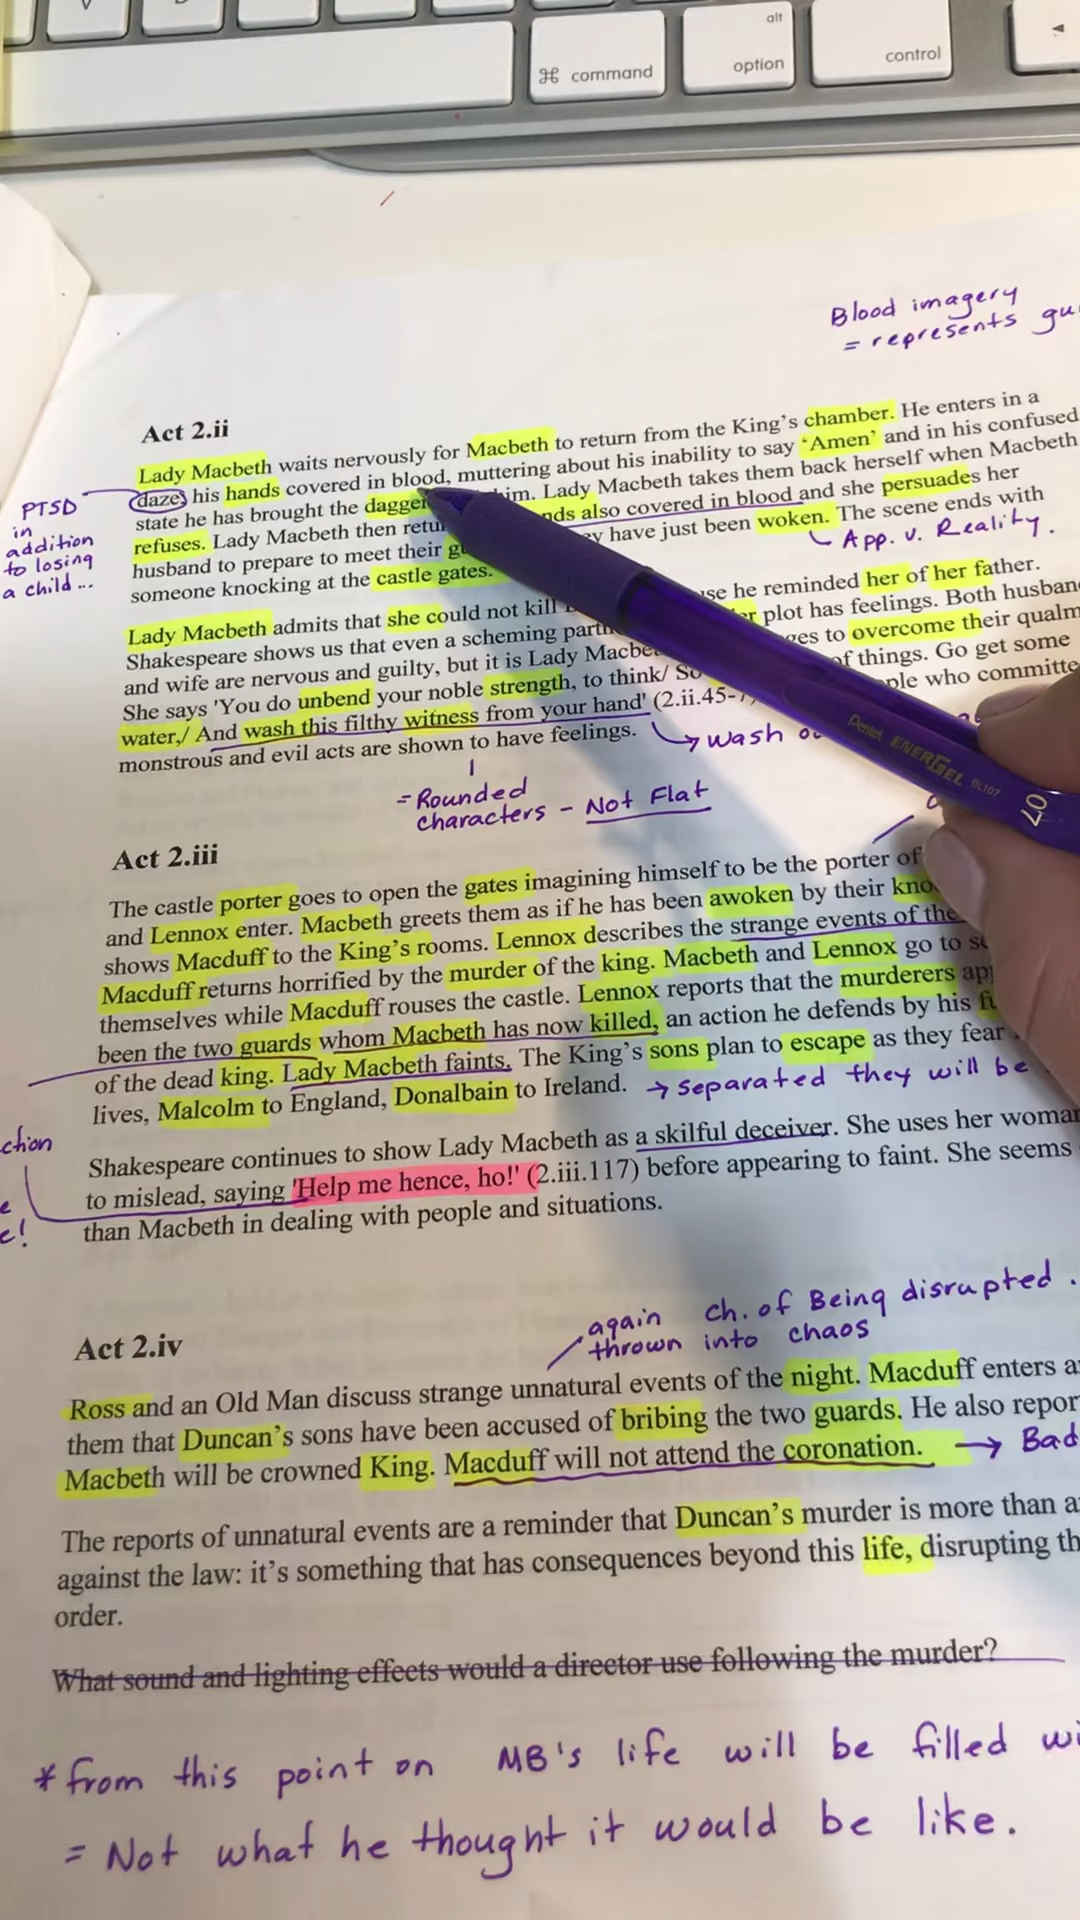 alt
⌘ command
option
control
Blood imagery
= represents
Act 2.ii
Lady Macbeth waits nervously for Macbeth to return from the King's chamber. He enters in a
daze, his hands covered in blood, muttering about his inability to say 'Amen' and in his confused
state he has brought the dagger him. Lady Macbeth takes them back herself when Macbeth
refuses. Lady Macbeth then also covered in blood and she persuades her
husband to prepare to meet their have just been woken. The scene ends with
someone knocking at the castle gates.
App. v. Reality.
PTSD
in
addition
to losing
a child...
Lady Macbeth admits that she could not kill he reminded her of her father.
Shakespeare shows us that even a scheming plot has feelings. Both
and wife are nervous and guilty, but it is Lady to overcome their
She says 'You do unbend your noble strength, to think/ of things. Go get some
water,/ And wash this filthy witness from your hand' (2.ii.45- who
monstrous and evil acts are shown to have feelings.
wash
= Rounded
characters - Not Flat
Act 2.iii
The castle porter goes to open the gates imagining himself to be the porter of
and Lennox enter. Macbeth greets them as if he has been awoken by their
shows Macduff to the King's rooms. Lennox describes the strange events of the
Macduff returns horrified by the murder of the king. Macbeth and Lennox go to
themselves while Macduff rouses the castle. Lennox reports that the murderers
been the two guards whom Macbeth has now killed, an action he defends by his
of the dead king. Lady Macbeth faints. The King's sons plan to escape as they fear
lives, Malcolm to England, Donalbain to Ireland. → separated they will be
Shakespeare continues to show Lady Macbeth as a skilful deceiver. She uses her
to mislead, saying 'Help me hence, ho!' (2.iii.117) before appearing to faint. She seems
than Macbeth in dealing with people and situations.
again ch. of Being disrupted.
thrown into chaos
Act 2.iv
Ross and an Old Man discuss strange unnatural events of the night. Macduff enters
them that Duncan's sons have been accused of bribing the two guards. He also
Macbeth will be crowned King. Macduff will not attend the coronation. → Bad
The reports of unnatural events are a reminder that Duncan's murder is more than
against the law: it's something that has consequences beyond this life, disrupting
order.
What sound and lighting effects would a director use following the murder?
* from this point on MB's life will be filled
= Not what he thought it would be like.
Pentel ENERGEL BL107
07